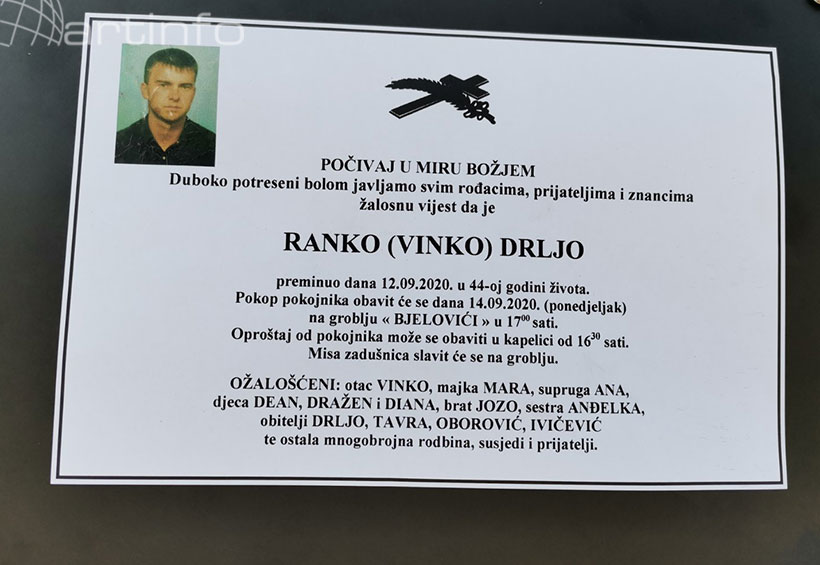 artinfo
POČIVAJ U MIRU BOŽJEM
Duboko potreseni bolom javljamo svim rođacima, prijateljima i znancima
žalosnu vijest da je
RANKO (VINKO) DRLJO
preminuo dana 12.09.2020. u 44-oj godini života.
Pokop pokojnika obavit će se dana 14.09.2020. (ponedjeljak)
na groblju « BJELOVIĆI » u 17⁰⁰ sati.
Oproštaj od pokojnika može se obaviti u kapelici od 16³⁰ sati.
Misa zadušnica slavit će se na groblju.
OŽALOŠĆENI: otac VINKO, majka MARA, supruga ANA,
djeca DEAN, DRAŽEN i DIANA, brat JOZO, sestra ANĐELKA,
obitelji DRLJO, TAVRA, OBOROVIĆ, IVIČEVIĆ
te ostala mnogobrojna rodbina, susjedi i prijatelji.